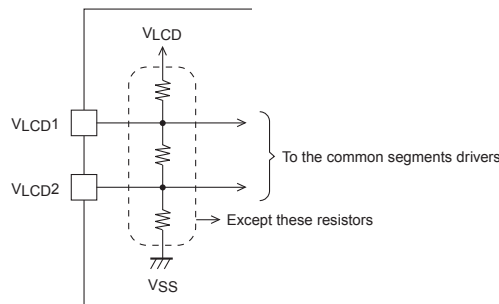 VLCD
VLCD1
To the common segments drivers
VLCD2
Except these resistors
VSS